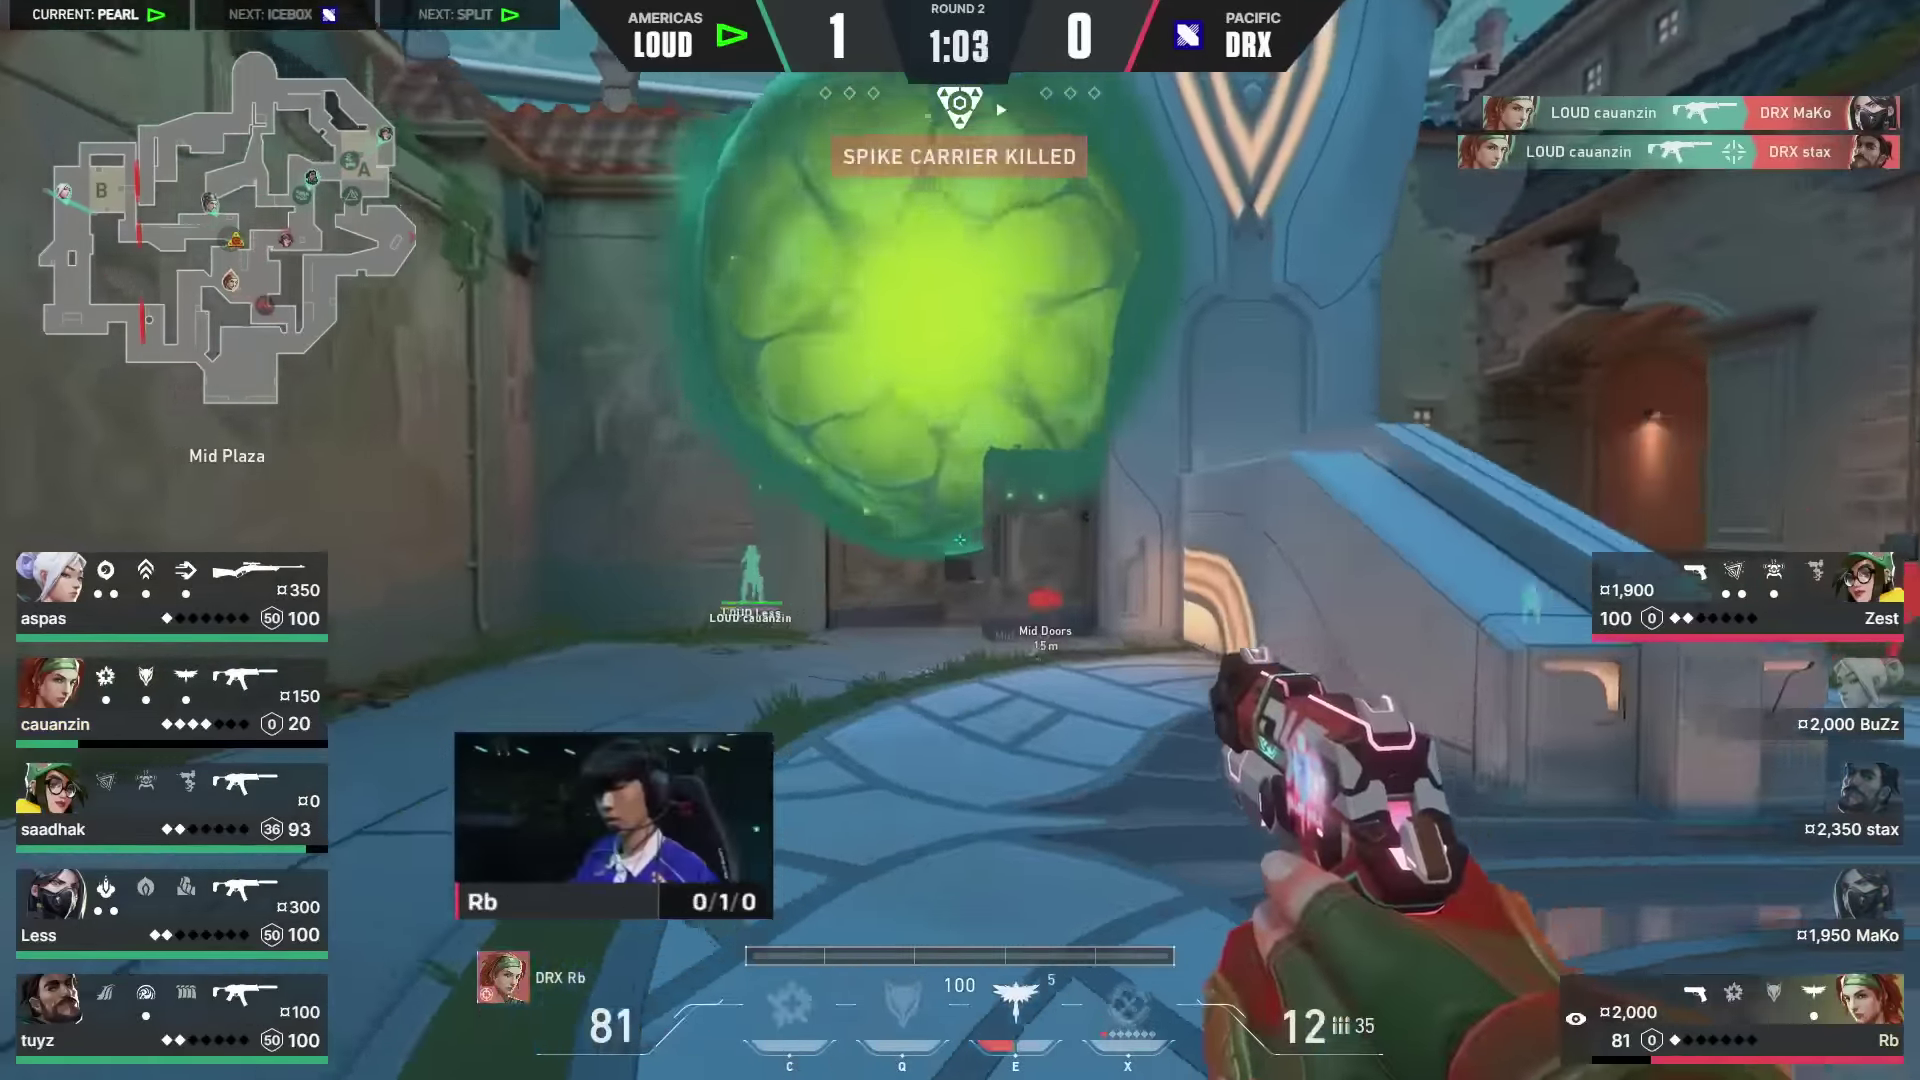 CURRENT: PEARL
NEXT: ICEBOX
NEXT: SPLIT
AMERICAS
LOUD
1
ROUND 2
1:03
0
PACIFIC
DRX
SPIKE CARRIER KILLED
LOUD cauanzin
DRX MaKo
LOUD cauanzin
DRX stax
A
B
Mid Plaza
LOUD cauanzin
Mid Doors
15m
¤350
aspas
50 100
¤150
cauanzin
0 20
¤0
saadhak
36 93
¤300
Less
50 100
¤100
tuyz
50 100
¤1,900
100 0
Zest
¤2,000 BuZz
¤2,350 stax
¤1,950 MaKo
¤2,000
81 0
Rb
Rb
0/1/0
DRX Rb
81
100
5
12
35
C
Q
E
X